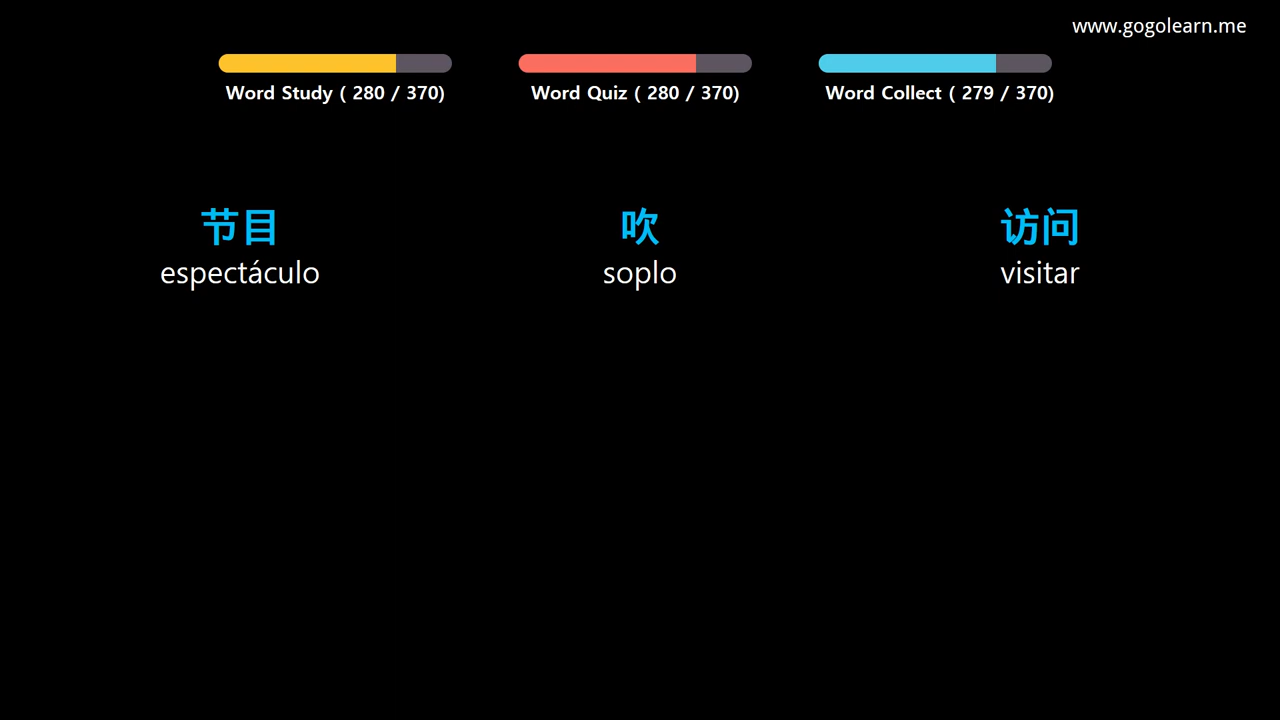 www.gogolearn.me
Word Study ( 280 / 370)
Word Quiz ( 280 / 370)
Word Collect ( 279 / 370)
节目
espectáculo
吹
soplo
访问
visitar